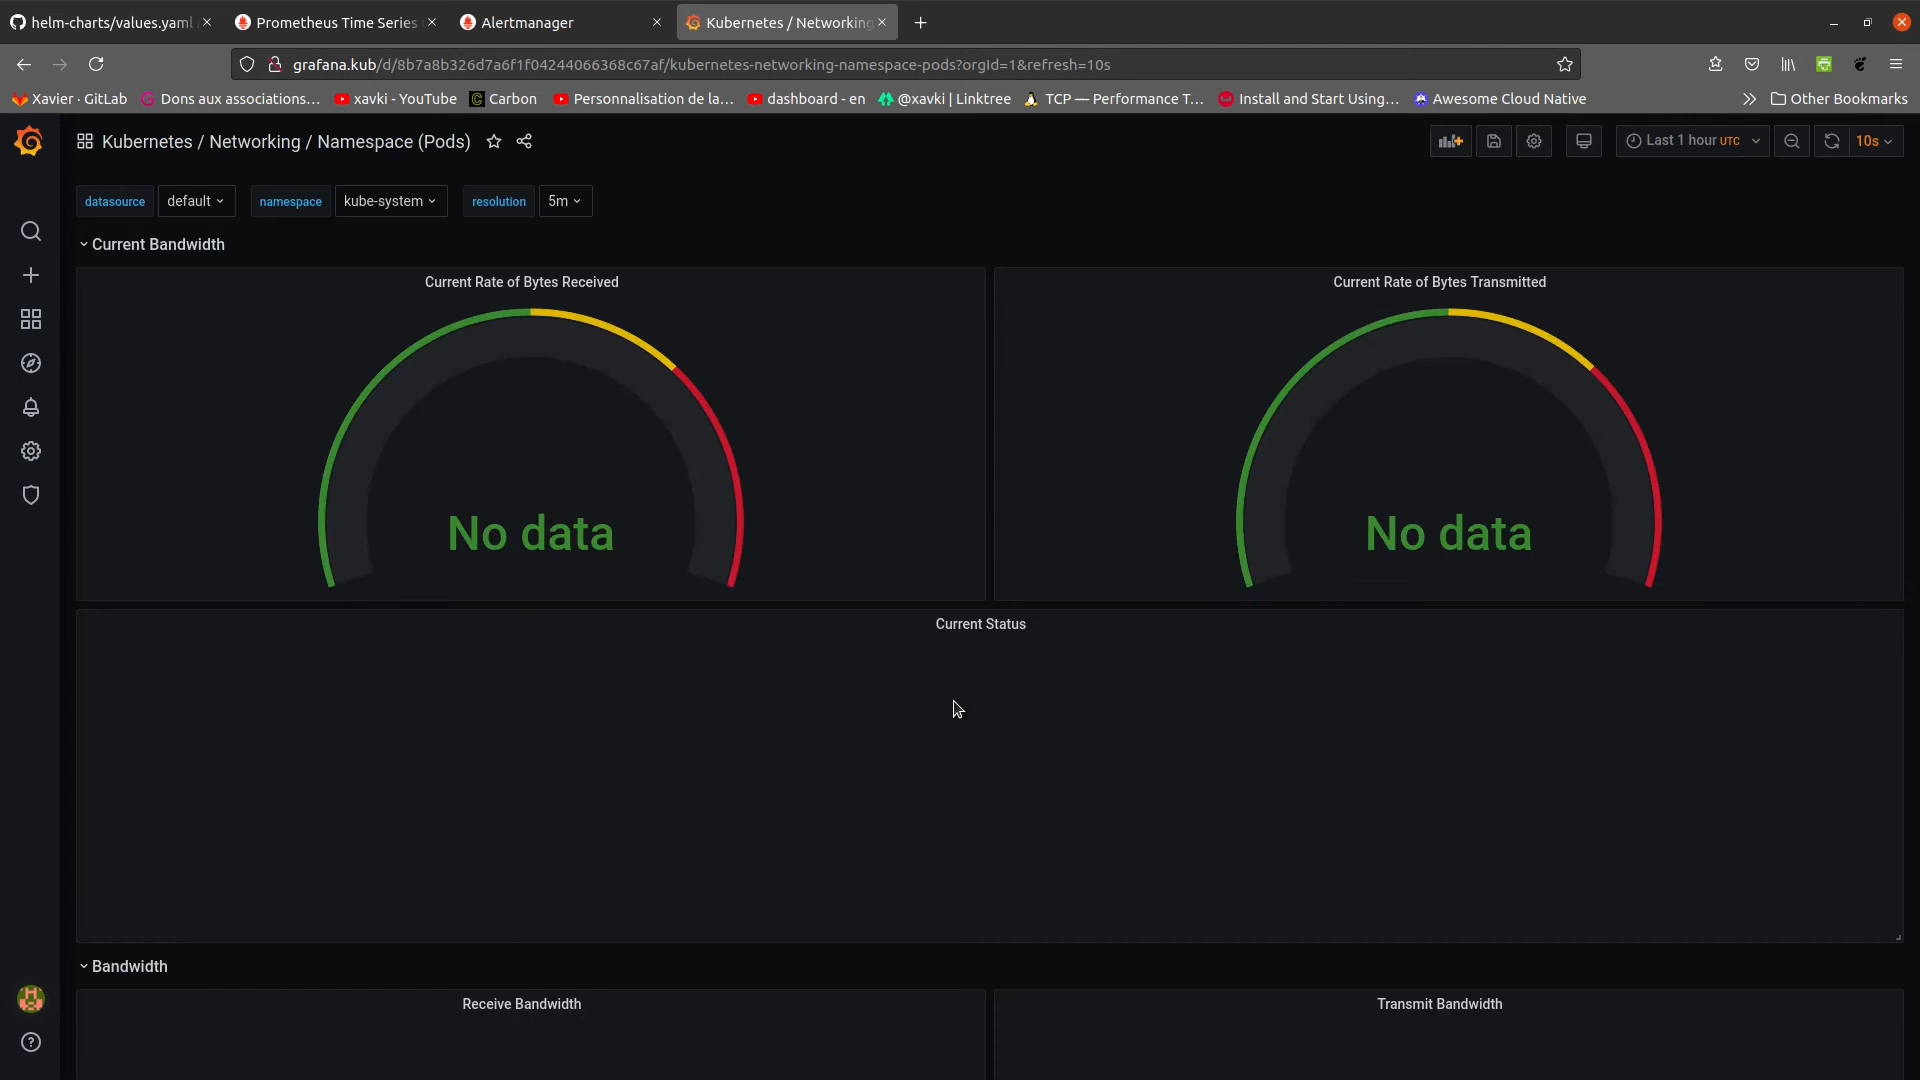 helm-charts/values.yaml
Prometheus Time Series
Alertmanager
Kubernetes / Networking
grafana.kub/d/8b7a8b326d7a6f1f04244066368c67af/kubernetes-networking-namespace-pods?orgId=1&refresh=10s
Xavier · GitLab
Dons aux associations…
xavki - YouTube
Carbon
Personnalisation de la…
dashboard - en
@xavki | Linktree
TCP — Performance T…
Install and Start Using…
Awesome Cloud Native
Other Bookmarks
Kubernetes / Networking / Namespace (Pods)
Last 1 hour UTC
10s
datasource
default
namespace
kube-system
resolution
5m
Current Bandwidth
Current Rate of Bytes Received
Current Rate of Bytes Transmitted
No data
No data
Current Status
Bandwidth
Receive Bandwidth
Transmit Bandwidth